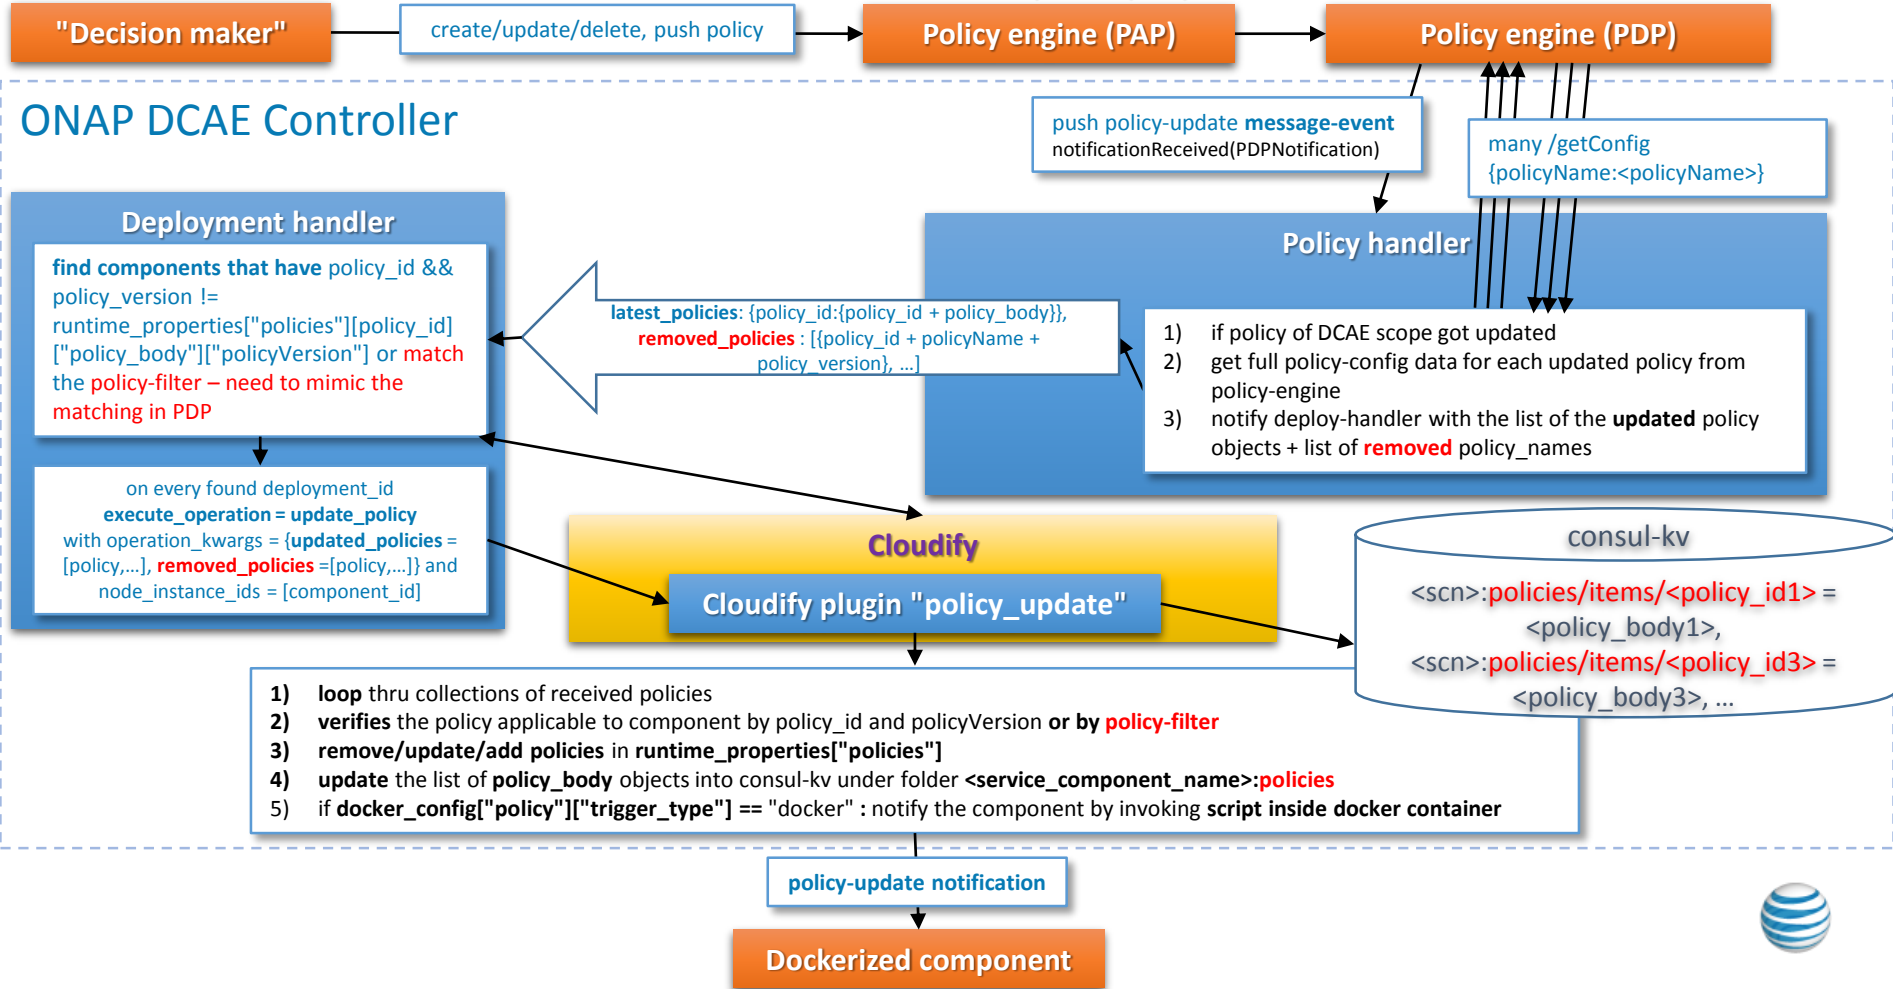 "Decision maker"
create/update/delete, push policy
Policy engine (PAP)
Policy engine (PDP)
ONAP DCAE Controller
push policy-update message-event
notificationReceived(PDPNotification)
many /getConfig
{policyName:<policyName>}
Deployment handler
find components that have policy_id &&
policy_version !=
runtime_properties["policies"][policy_id]
["policy_body"]["policyVersion"] or match
the policy-filter – need to mimic the
matching in PDP
latest_policies: {policy_id:{policy_id + policy_body}},
removed_policies : [{policy_id + policyName +
policy_version}, ...]
Policy handler
1) if policy of DCAE scope got updated
2) get full policy-config data for each updated policy from
policy-engine
3) notify deploy-handler with the list of the updated policy
objects + list of removed policy_names
on every found deployment_id
execute_operation = update_policy
with operation_kwargs = {updated_policies =
[policy,...], removed_policies =[policy,...]} and
node_instance_ids = [component_id]
Cloudify
Cloudify plugin "policy_update"
consul-kv
<scn>:policies/items/<policy_id1> =
<policy_body1>,
<scn>:policies/items/<policy_id3> =
<policy_body3>, ...
1) loop thru collections of received policies
2) verifies the policy applicable to component by policy_id and policyVersion or by policy-filter
3) remove/update/add policies in runtime_properties["policies"]
4) update the list of policy_body objects into consul-kv under folder <service_component_name>:policies
5) if docker_config["policy"]["trigger_type"] == "docker" : notify the component by invoking script inside docker container
policy-update notification
Dockerized component